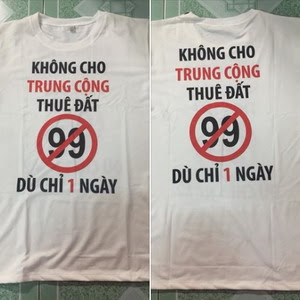 KHÔNG CHO
TRUNG CỘNG
THUÊ ĐẤT
99
DÙ CHỈ 1 NGÀY
KHÔNG CHO
TRUNG CỘNG
THUÊ ĐẤT
99
DÙ CHỈ 1 NGÀY